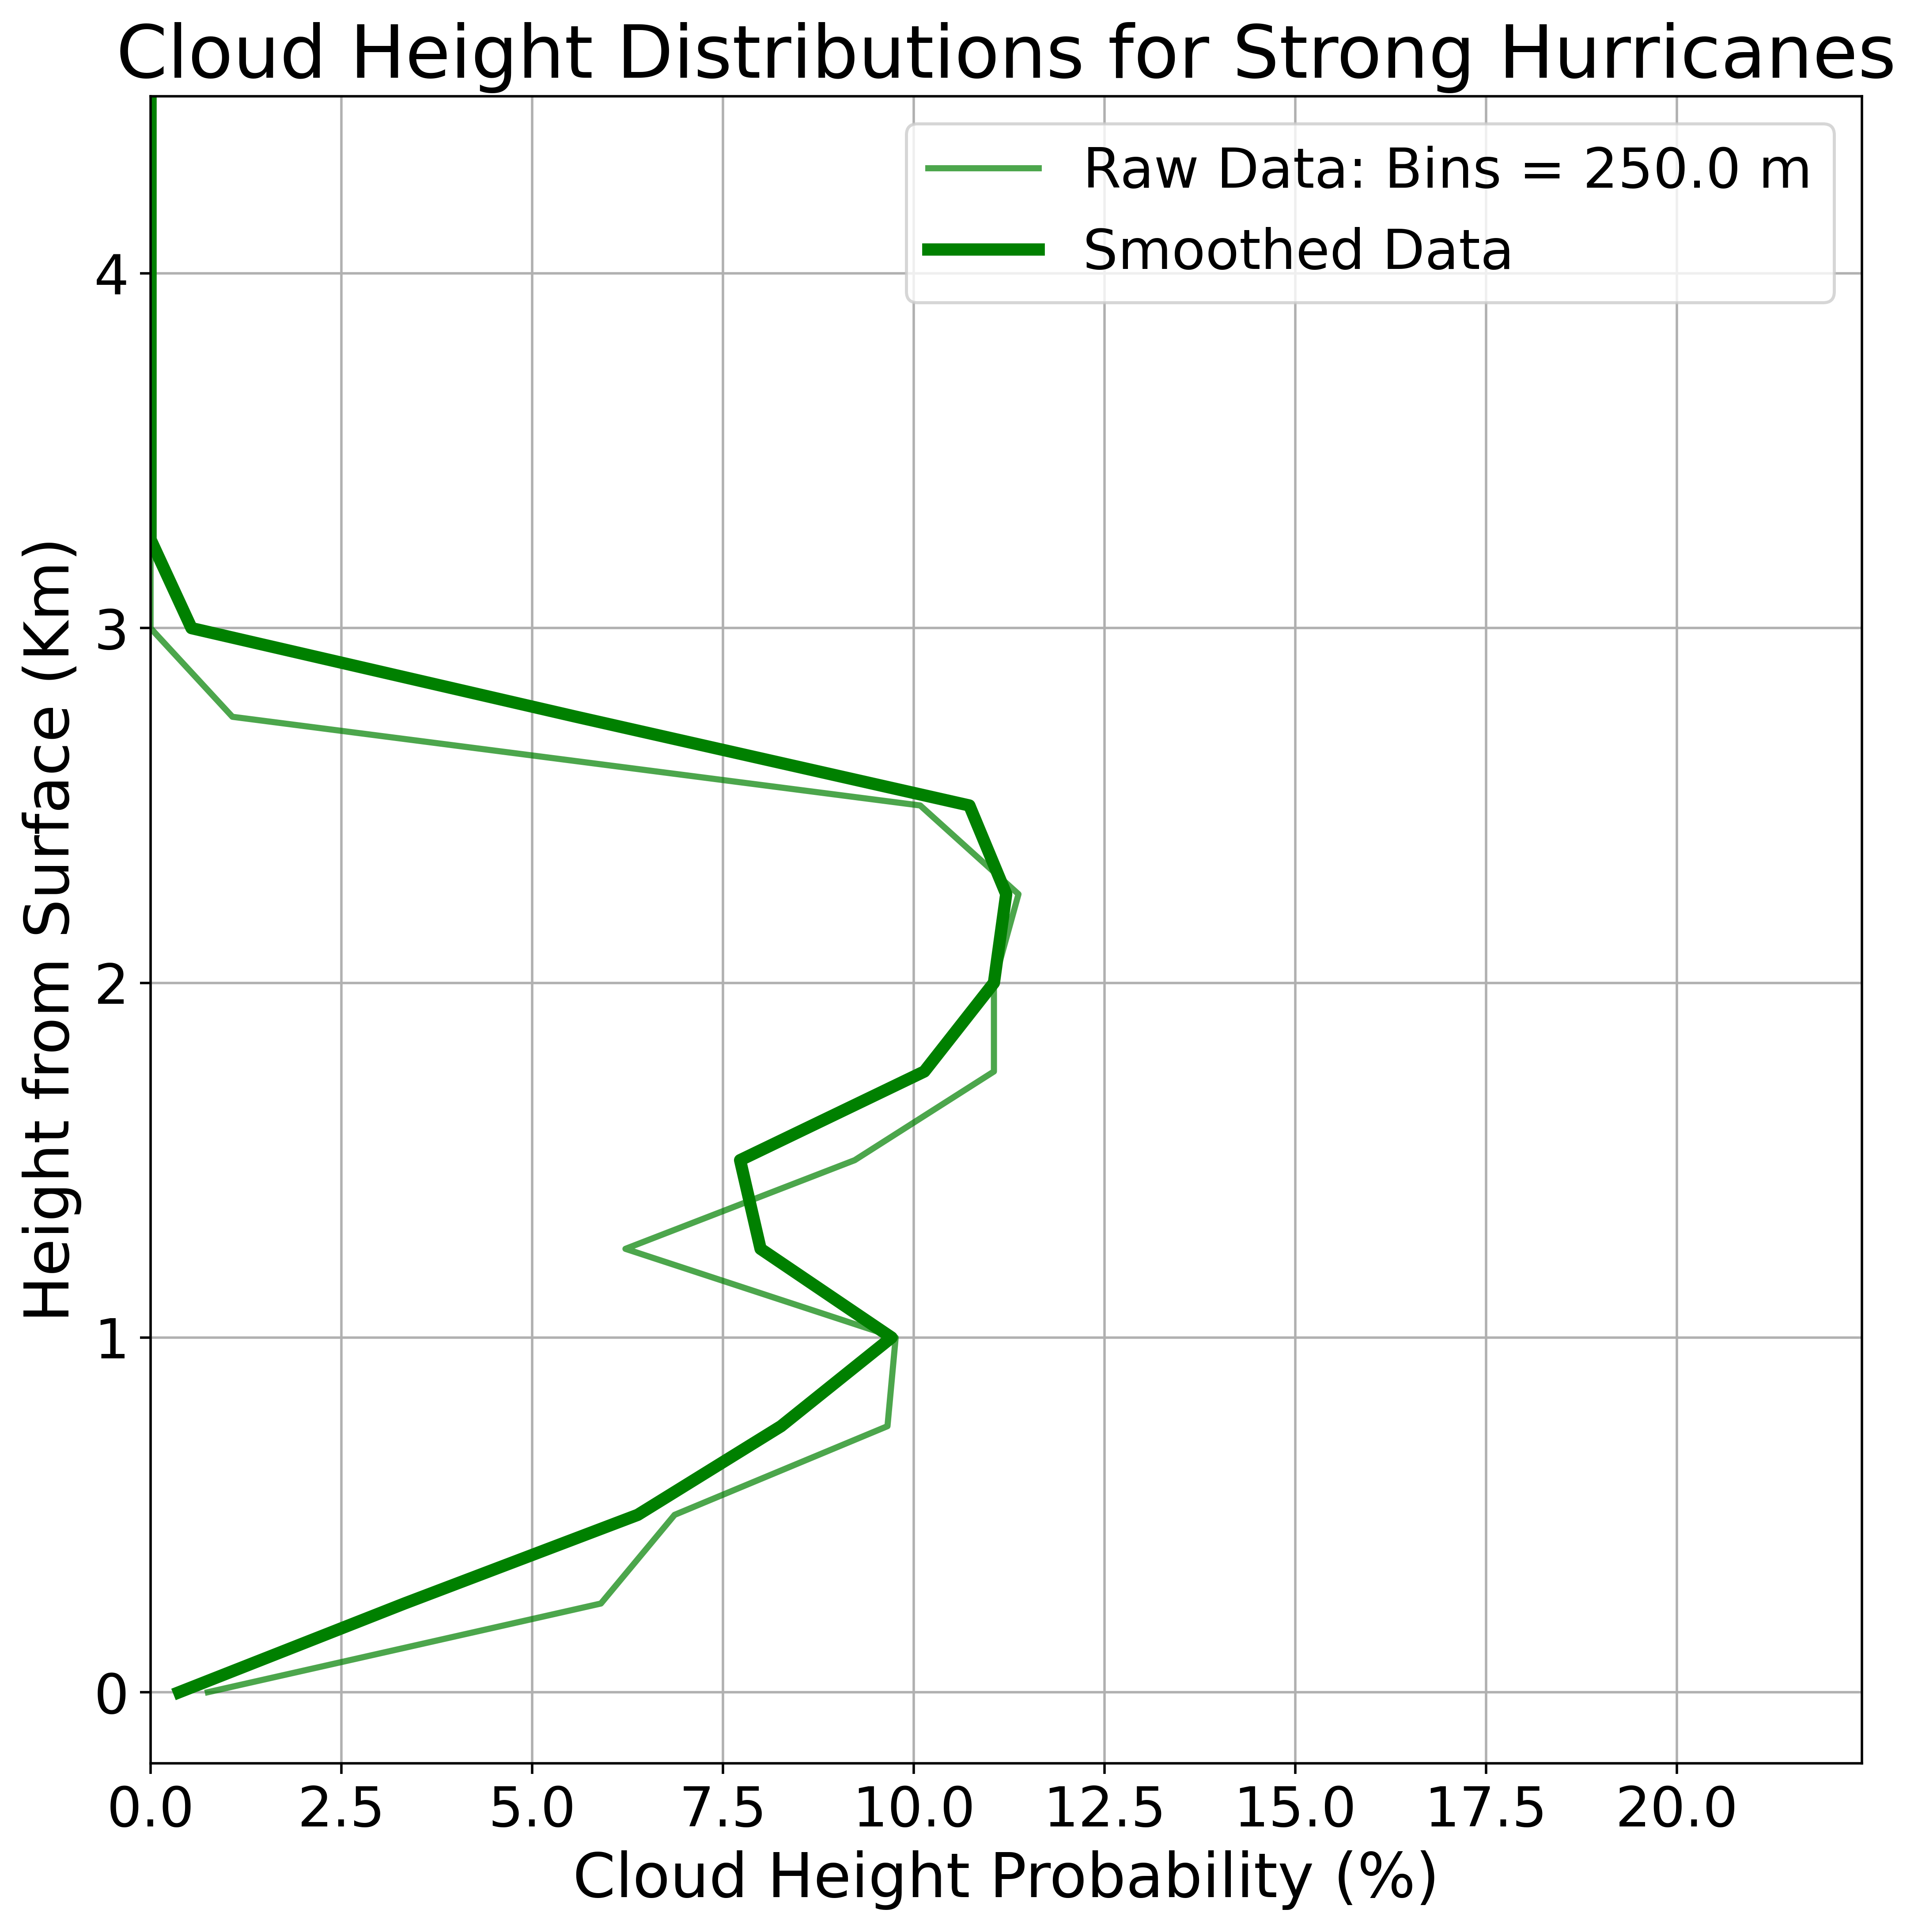 Cloud Height Distributions for Strong Hurricanes
Raw Data: Bins = 250.0 m
Smoothed Data
Height from Surface (Km)
4
3
2
1
0
0.0 2.5 5.0 7.5 10.0 12.5 15.0 17.5 20.0
Cloud Height Probability (%)